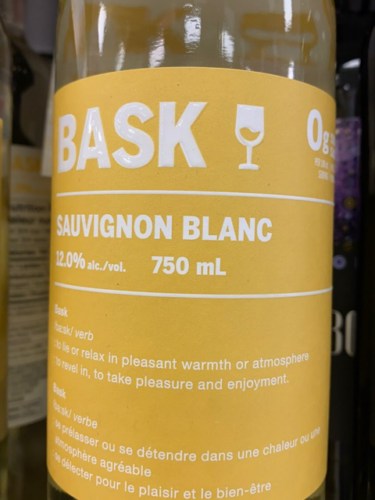 BASK
0g
SAUVIGNON BLANC
12.0% alc./vol. 750 mL
Bask
bɑːsk/ verb
to lie or relax in pleasant warmth or atmosphere
to revel in, to take pleasure and enjoyment.
Bask
/ verbe
se prélasser ou se détendre dans une chaleur ou une
atmosphère agréable
se délecter pour le plaisir et le bien-être